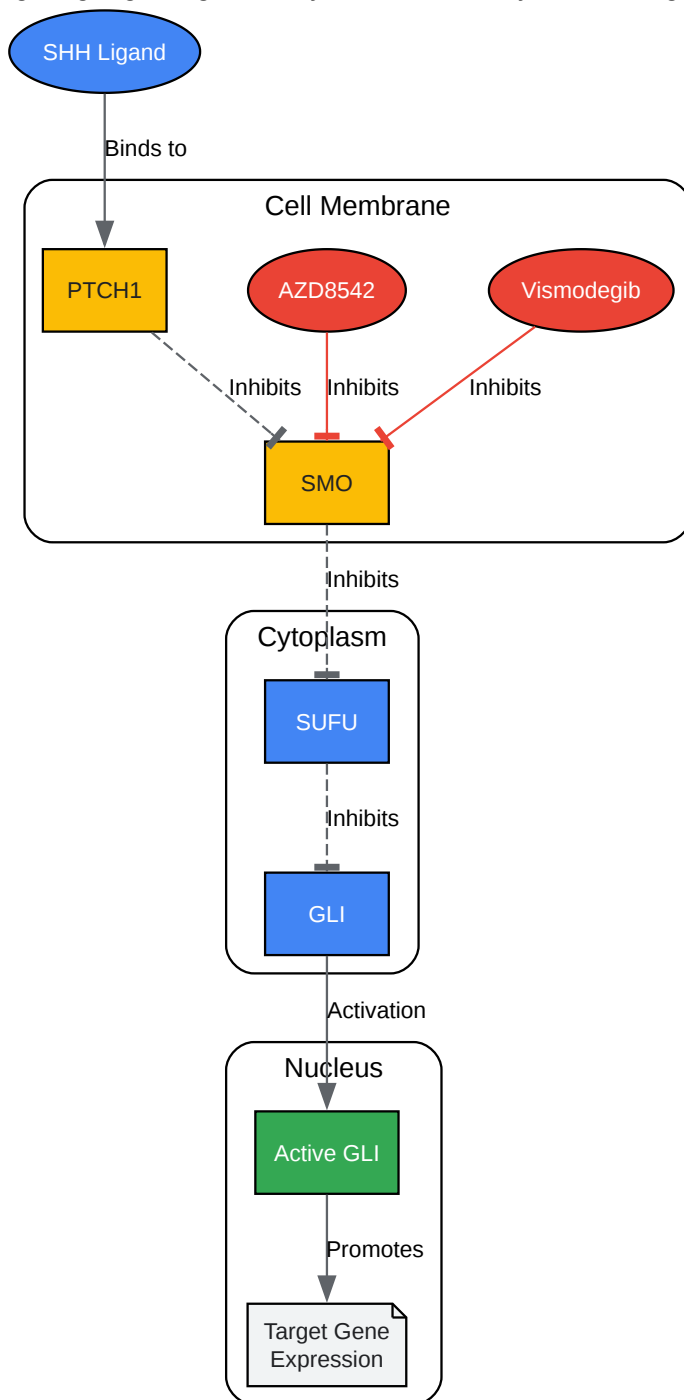 SHH Ligand
Binds to
Cell Membrane
PTCH1
AZD8542
Vismodegib
Inhibits
Inhibits
Inhibits
SMO
Inhibits
Cytoplasm
SUFU
Inhibits
GLI
Activation
Nucleus
Active GLI
Promotes
Target Gene
Expression